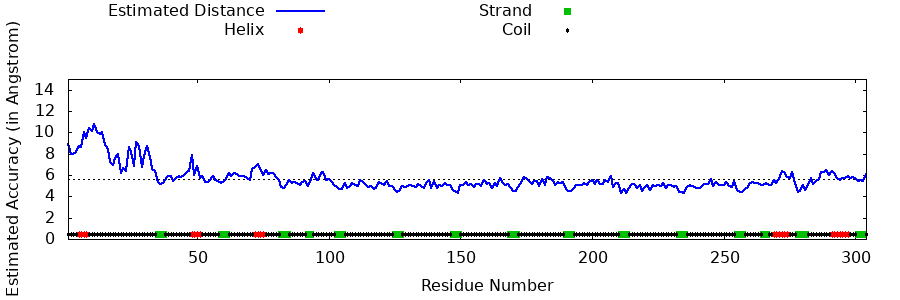 Estimated Distance
Strand
Helix
Coil
Estimated Accuracy (in Angstrom)
14
12
10
8
6
4
2
0
50
100
150
200
250
300
Residue Number